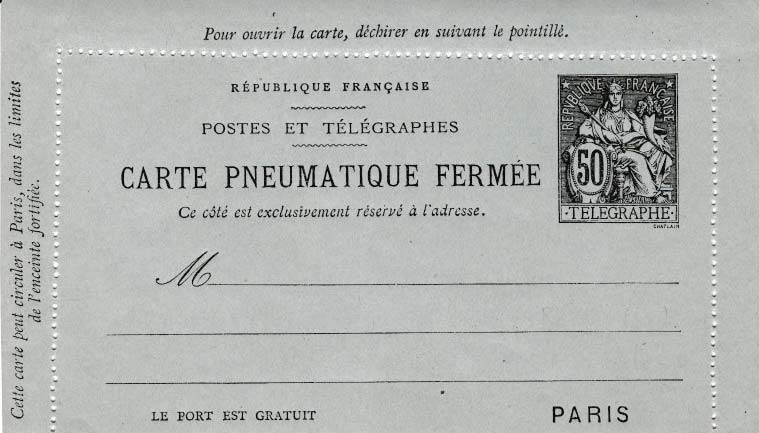 Pour ouvrir la carte, déchirer en suivant le pointillé.
Cette carte peut circuler à Paris, dans les limites
de l'enceinte fortifiée.
RÉPUBLIQUE FRANÇAISE
POSTES ET TÉLÉGRAPHES
CARTE PNEUMATIQUE FERMÉE
Ce côté est exclusivement réservé à l'adresse.
RÉPUBLIQUE FRANÇAISE
50
·TELEGRAPHE·
CHAPLAIN
M
LE PORT EST GRATUIT
PARIS